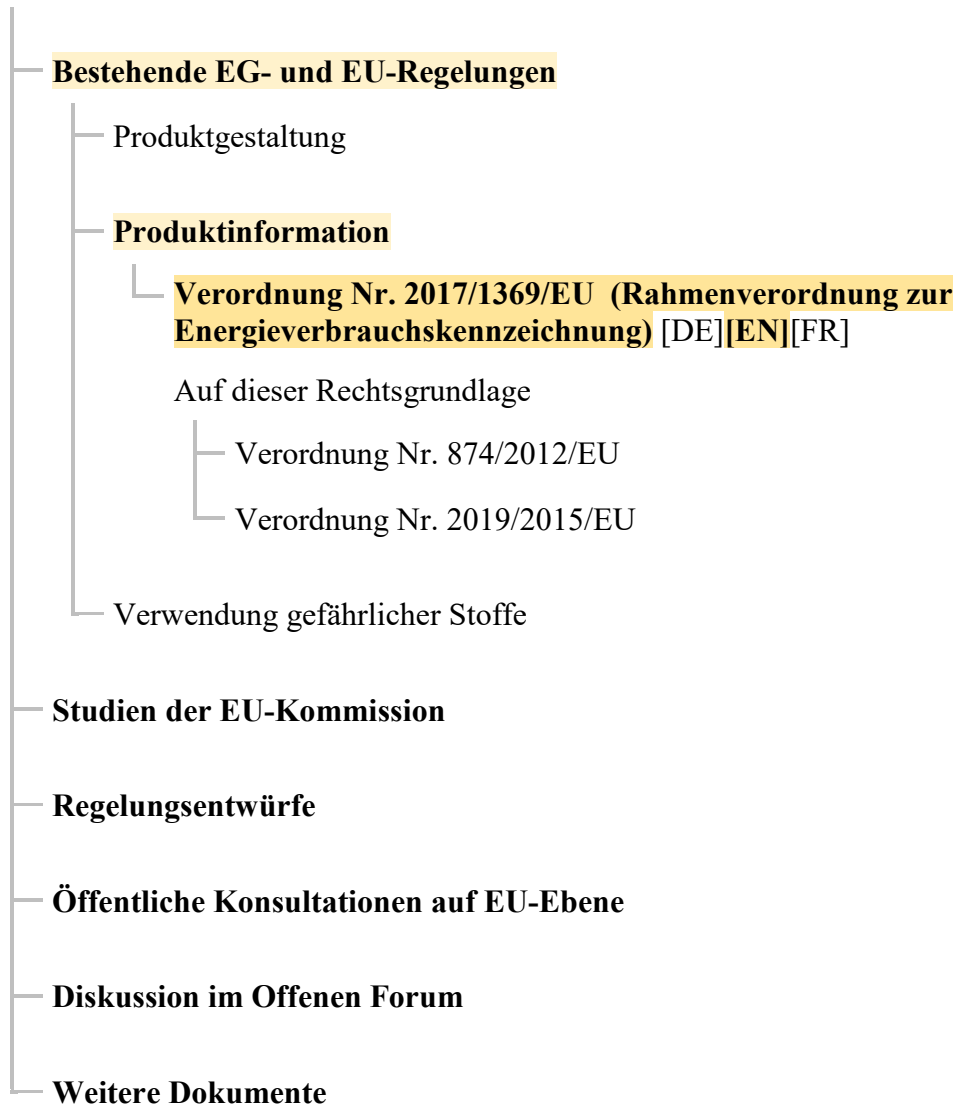 Bestehende EG- und EU-Regelungen
Produktgestaltung
Produktinformation
Verordnung Nr. 2017/1369/EU (Rahmenverordnung zur
Energieverbrauchskennzeichnung) [DE][EN][FR]
Auf dieser Rechtsgrundlage
Verordnung Nr. 874/2012/EU
Verordnung Nr. 2019/2015/EU
Verwendung gefährlicher Stoffe
Studien der EU-Kommission
Regelungsentwürfe
Öffentliche Konsultationen auf EU-Ebene
Diskussion im Offenen Forum
Weitere Dokumente